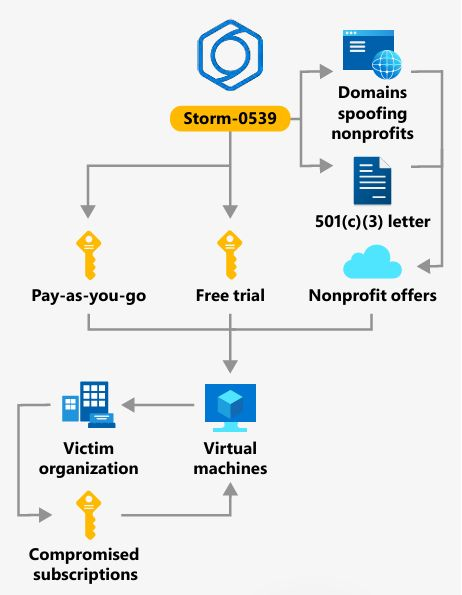 Storm-0539
Domains
spoofing
nonprofits
501(c)(3) letter
Pay-as-you-go
Free trial
Nonprofit offers
Victim
organization
Virtual
machines
Compromised
subscriptions